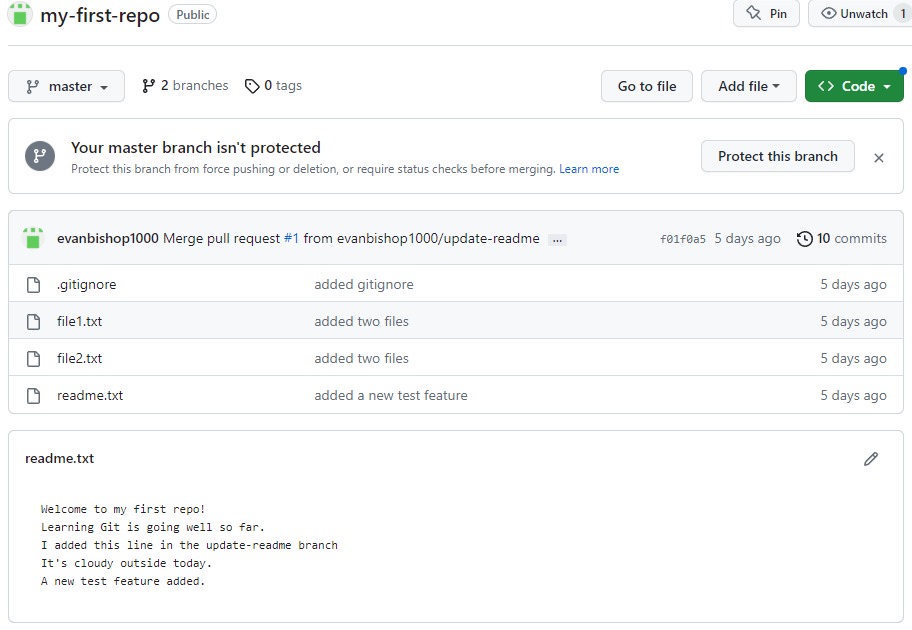 my-first-repo Public Pin Unwatch 1
master 2 branches 0 tags Go to file Add file <> Code
Your master branch isn't protected
Protect this branch from force pushing or deletion, or require status checks before merging. Learn more
Protect this branch
evanbishop1000 Merge pull request #1 from evanbishop1000/update-readme ... f01f0a5 5 days ago 10 commits
.gitignore added gitignore 5 days ago
file1.txt added two files 5 days ago
file2.txt added two files 5 days ago
readme.txt added a new test feature 5 days ago
readme.txt
Welcome to my first repo!
Learning Git is going well so far.
I added this line in the update-readme branch
It's cloudy outside today.
A new test feature added.